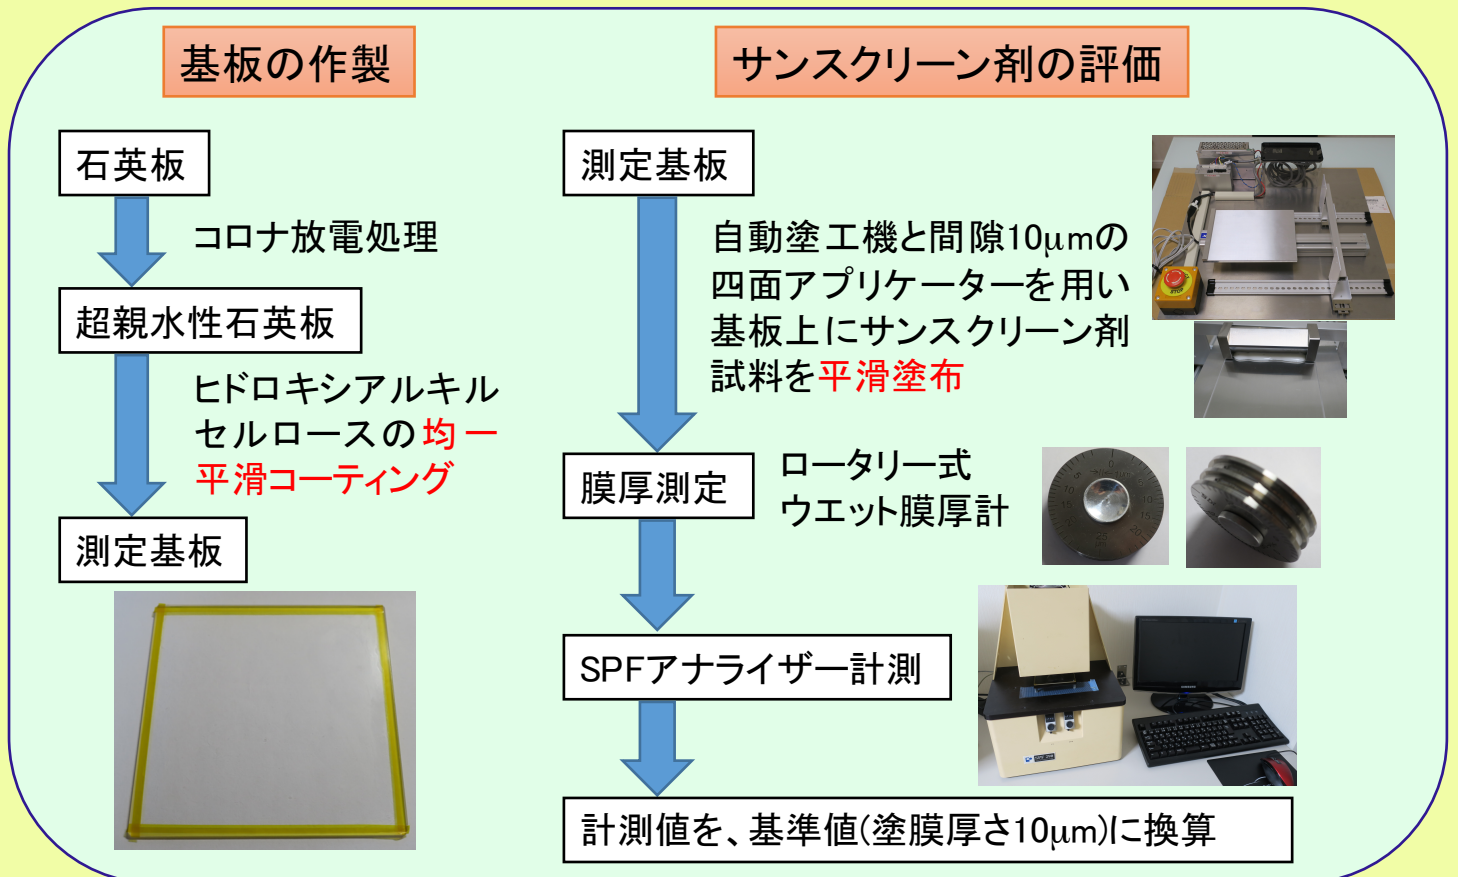 基板の作製
石英板
コロナ放電処理
超親水性石英板
ヒドロキシアルキル
セルロースの均一
平滑コーティング
測定基板
サンスクリーン剤の評価
測定基板
自動塗工機と間隙10μmの
四面アプリケーターを用い
基板上にサンスクリーン剤
試料を平滑塗布
膜厚測定
ロータリー式
ウエット膜厚計
SPFアナライザー計測
計測値を、基準値(塗膜厚さ10μm)に換算